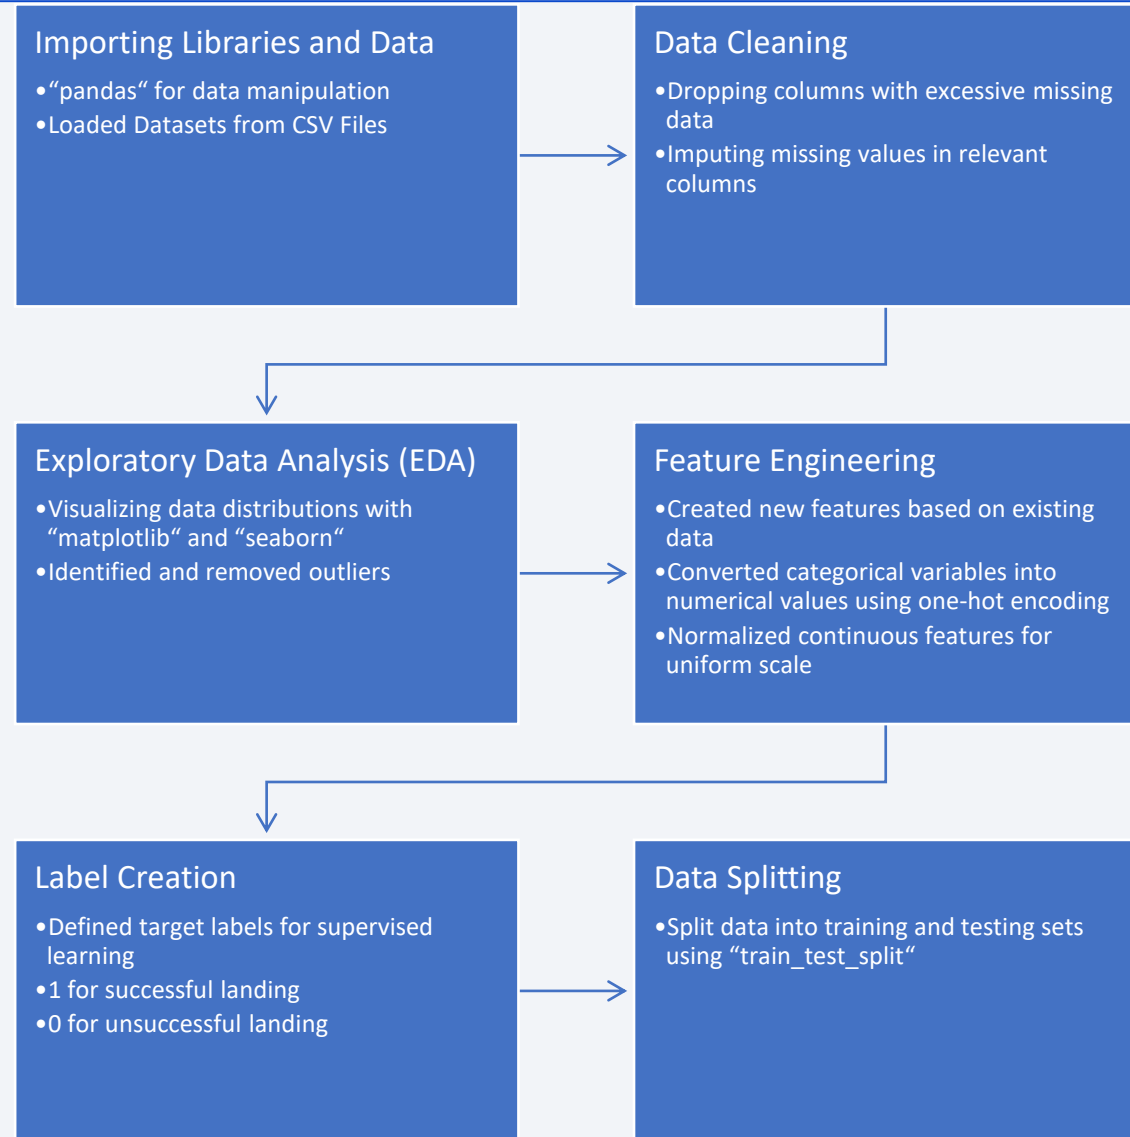 Importing Libraries and Data
•“pandas“ for data manipulation
•Loaded Datasets from CSV Files
Data Cleaning
•Dropping columns with excessive missing
data
•Imputing missing values in relevant
columns
Exploratory Data Analysis (EDA)
•Visualizing data distributions with
“matplotlib“ and “seaborn“
•Identified and removed outliers
Feature Engineering
•Created new features based on existing
data
•Converted categorical variables into
numerical values using one-hot encoding
•Normalized continuous features for
uniform scale
Label Creation
•Defined target labels for supervised
learning
•1 for successful landing
•0 for unsuccessful landing
Data Splitting
•Split data into training and testing sets
using “train_test_split“